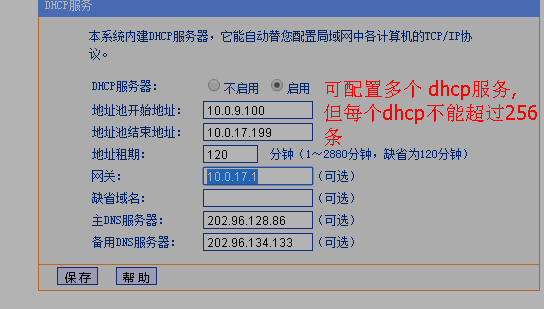 DHCP服务
本系统内建DHCP服务器，它能自动替您配置局域网中各计算机的TCP/IP协
议。
DHCP服务器： 不启用 启用
地址池开始地址： 10.0.9.100
地址池结束地址： 10.0.17.199
地址租期： 120 分钟（1～2880分钟，缺省为120分钟）
网关： 10.0.17.1 （可选）
缺省域名： （可选）
主DNS服务器： 202.96.128.86 （可选）
备用DNS服务器： 202.96.134.133 （可选）
可配置多个 dhcp服务,
但每个dhcp不能超过256
条
保存 帮助